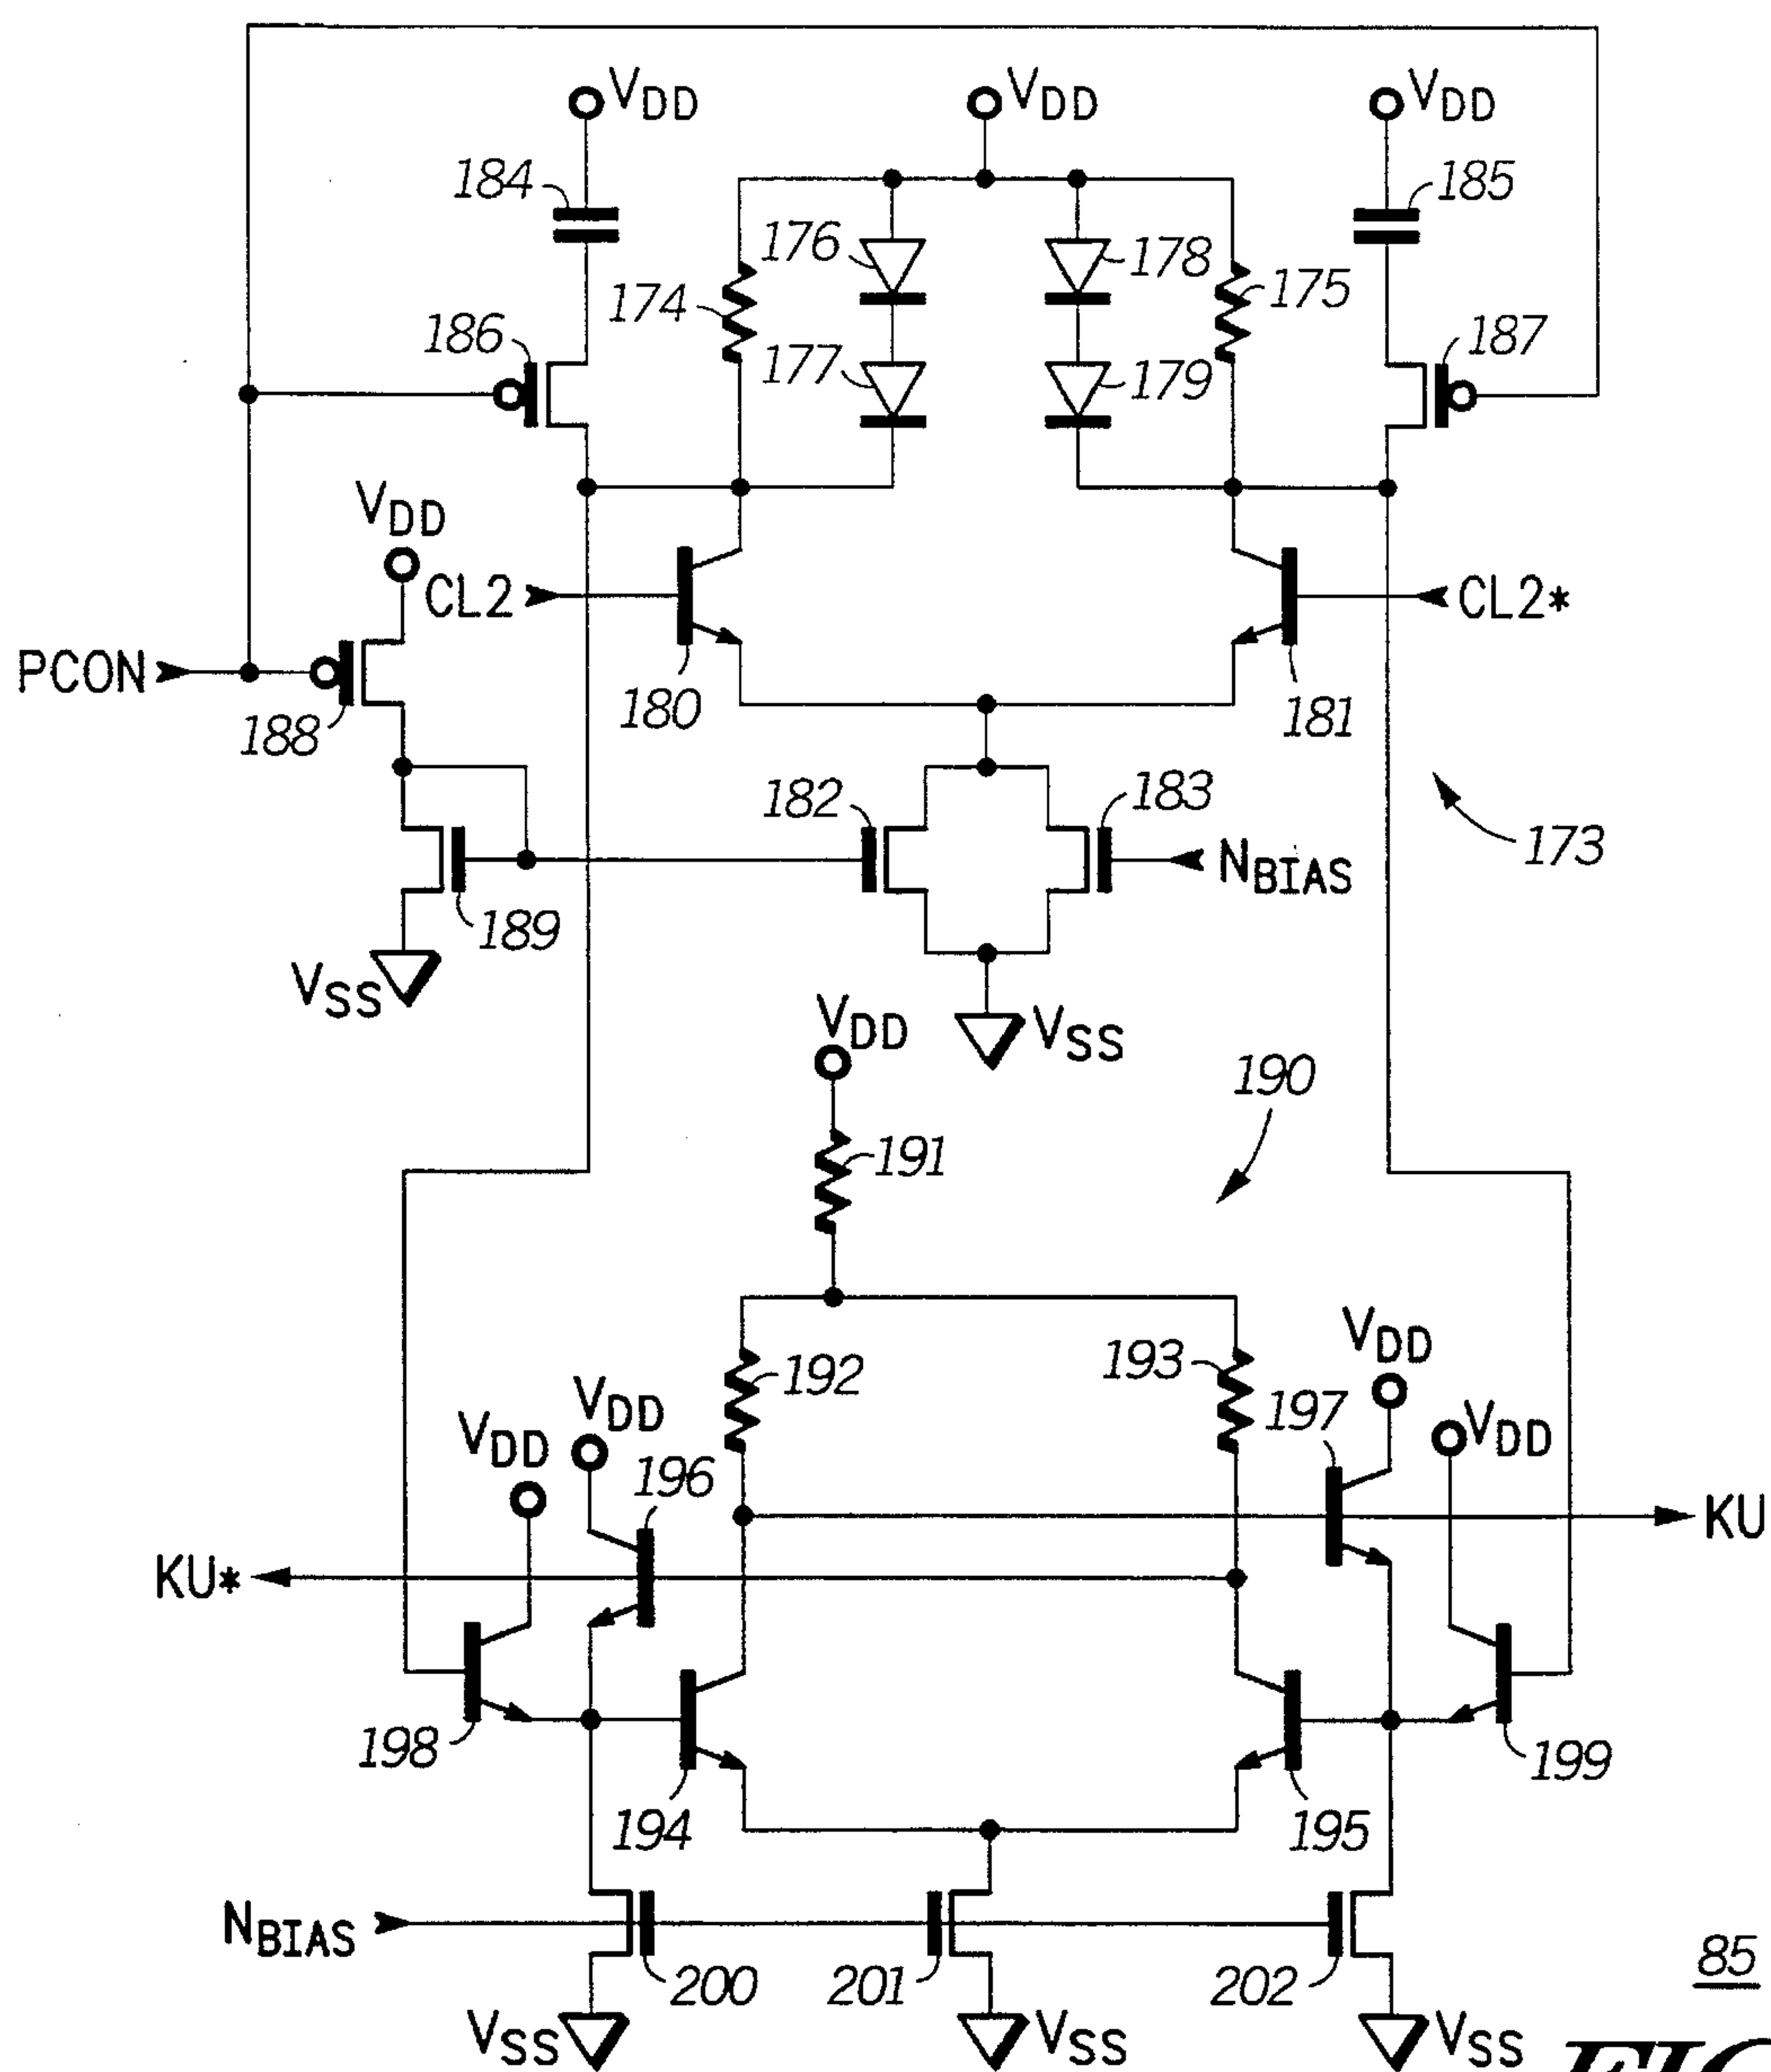 VDD
VDD
VDD
184
185
176
178
174
175
186
187
177
179
VDD
CL2
CL2*
PCON
180
181
188
182
183
173
NBIAS
189
VSS
VDD
VSS
190
191
VDD
192
193
VDD
197
VDD
VDD
196
KU
KU*
198
194
195
199
NBIAS
200
201
202
85
VSS
VSS
VSS